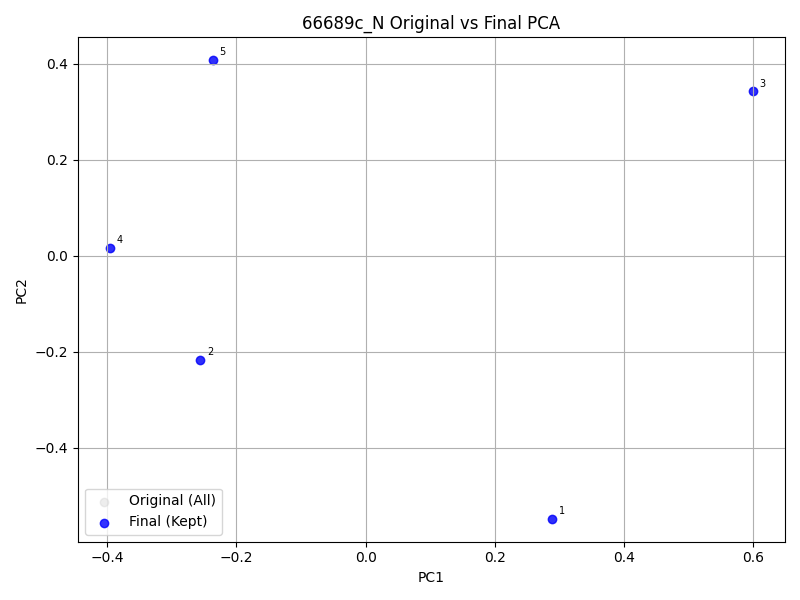 66689c_N Original vs Final PCA
5
3
0.4
0.2
4
0.0
PC2
2
−0.2
−0.4
1
Original (All)
Final (Kept)
−0.4 −0.2 0.0 0.2 0.4 0.6
PC1